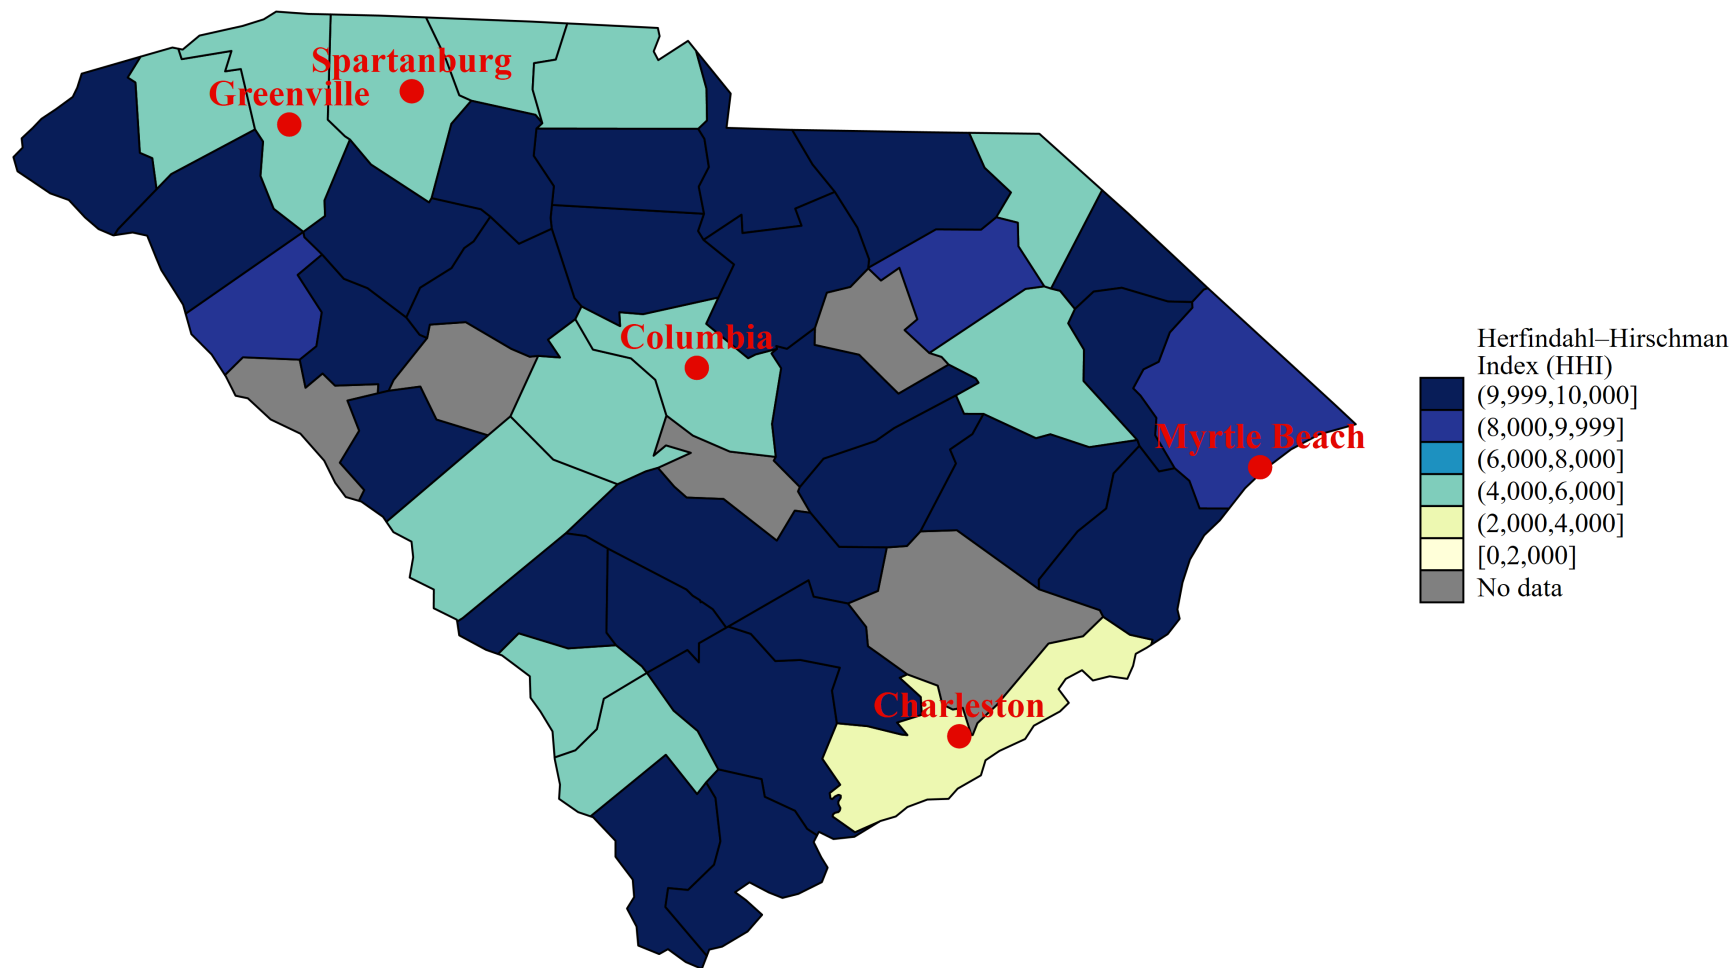 Spartanburg
Greenville
Columbia
Myrtle Beach
Charleston
Herfindahl–Hirschman
Index (HHI)
(9,999,10,000]
(8,000,9,999]
(6,000,8,000]
(4,000,6,000]
(2,000,4,000]
[0,2,000]
No data